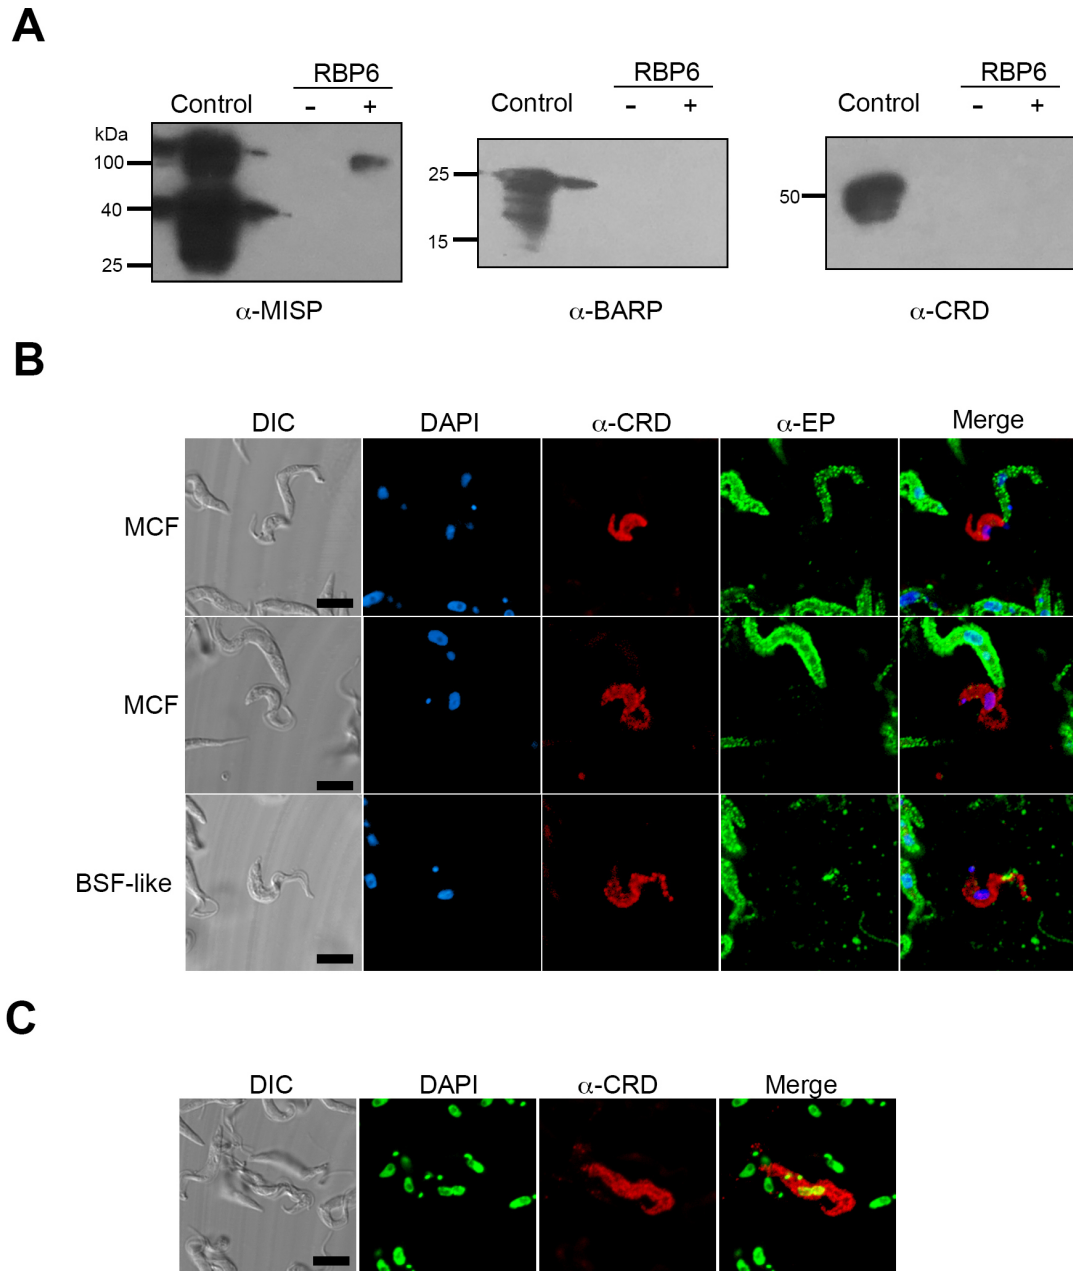 A
RBP6
Control - +
kDa
100
40
25
α-MISP
RBP6
Control - +
25
15
α-BARP
RBP6
Control - +
50
α-CRD
B
DIC DAPI α-CRD α-EP Merge
MCF
MCF
BSF-like
C
DIC DAPI α-CRD Merge